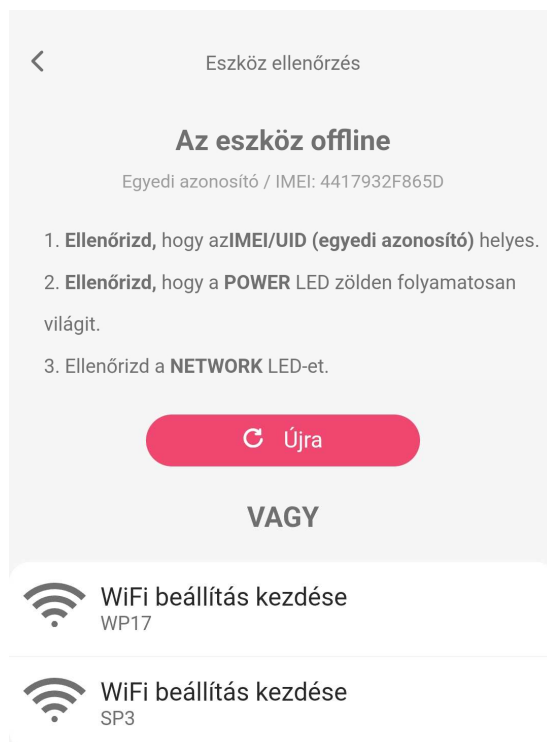 Eszköz ellenőrzés
Az eszköz offline
Egyedi azonosító / IMEI: 4417932F865D
1. Ellenőrizd, hogy azIMEI/UID (egyedi azonosító) helyes.
2. Ellenőrizd, hogy a POWER LED zölden folyamatosan
világit.
3. Ellenőrizd a NETWORK LED-et.
Újra
VAGY
WiFi beállítás kezdése
WP17
WiFi beállítás kezdése
SP3